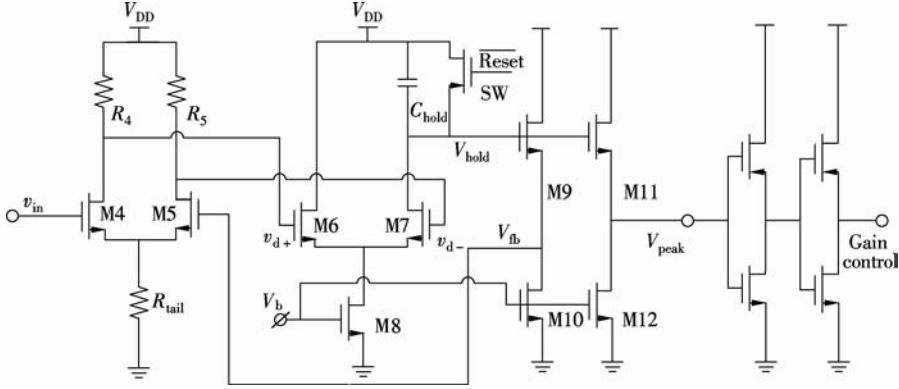 V_DD
V_DD
Reset
SW
R_4
R_5
C_hold
V_hold
M9
M11
v_in
M4
M5
M6
M7
v_d+
v_d−
V_fb
V_peak
Gain
control
R_tail
V_b
M8
M10
M12